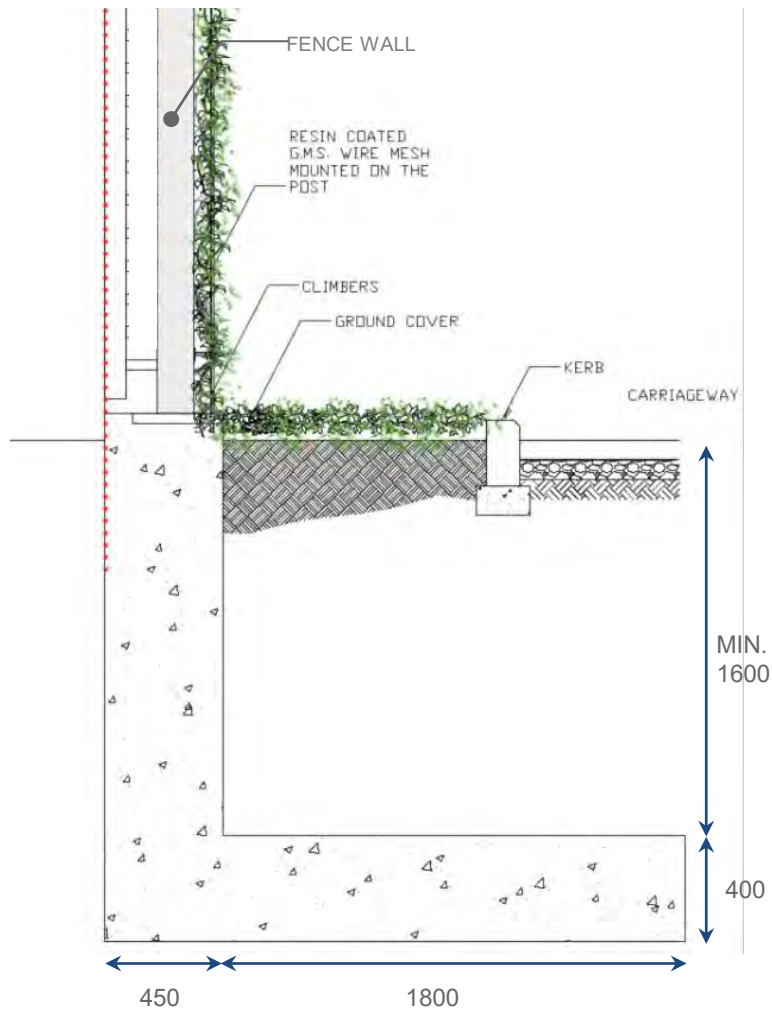 FENCE WALL
RESIN COATED
G.M.S. WIRE MESH
MOUNTED ON THE
POST
CLIMBERS
GROUND COVER
KERB
CARRIAGEWAY
MIN.
1600
400
450
1800